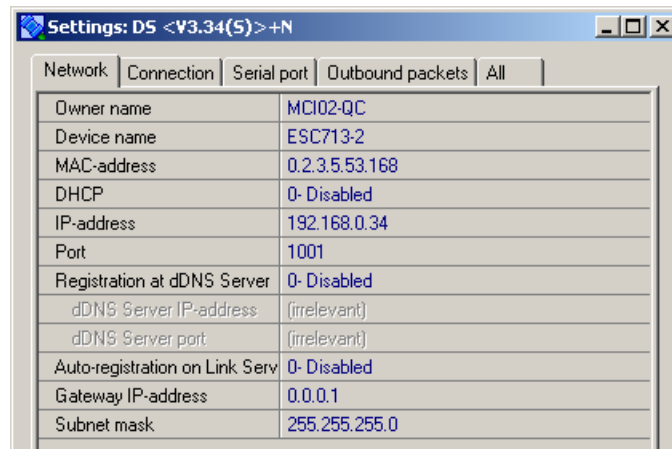 Settings: DS <V3.34(S)>+N
Network Connection Serial port Outbound packets All
Owner name MCI02-QC
Device name ESC713-2
MAC-address 0.2.3.5.53.168
DHCP 0- Disabled
IP-address 192.168.0.34
Port 1001
Registration at dDNS Server 0- Disabled
dDNS Server IP-address (irrelevant)
dDNS Server port (irrelevant)
Auto-registration on Link Serv 0- Disabled
Gateway IP-address 0.0.0.1
Subnet mask 255.255.255.0